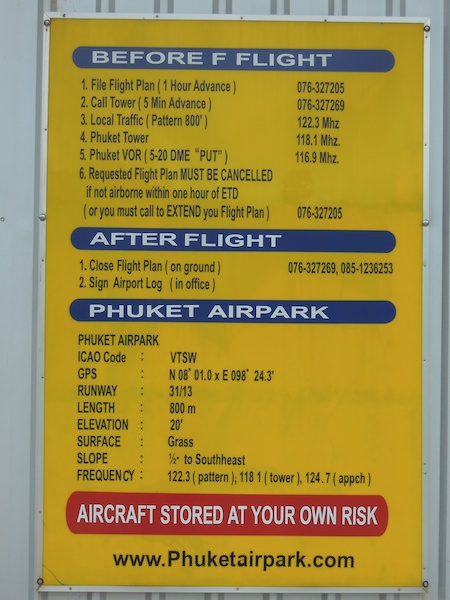 BEFORE F FLIGHT
1. File Flight Plan ( 1 Hour Advance ) 076-327205
2. Call Tower ( 5 Min Advance ) 076-327269
3. Local Traffic ( Pattern 800' ) 122.3 Mhz
4. Phuket Tower 118.1 Mhz.
5. Phuket VOR ( 5-20 DME "PUT" ) 116.9 Mhz.
6. Requested Flight Plan MUST BE CANCELLED
if not airborne within one hour of ETD
( or you must call to EXTEND you Flight Plan ) 076-327205
AFTER FLIGHT
1. Close Flight Plan ( on ground ) 076-327269, 085-1236253
2. Sign Airport Log ( in office )
PHUKET AIRPARK
PHUKET AIRPARK
ICAO Code : VTSW
GPS : N 08° 01.0 x E 098° 24.3'
RUNWAY : 31/13
LENGTH : 800 m
ELEVATION : 20'
SURFACE : Grass
SLOPE : ½° to Southheast
FREQUENCY : 122.3 ( pattern ), 118 1 ( tower ), 124.7 ( appch )
AIRCRAFT STORED AT YOUR OWN RISK
www.Phuketairpark.com